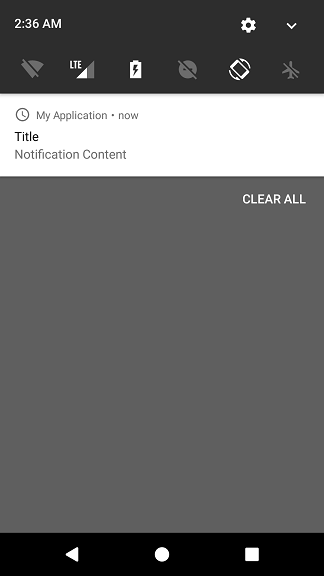 2:36 AM
LTE
My Application • now
Title
Notification Content
CLEAR ALL